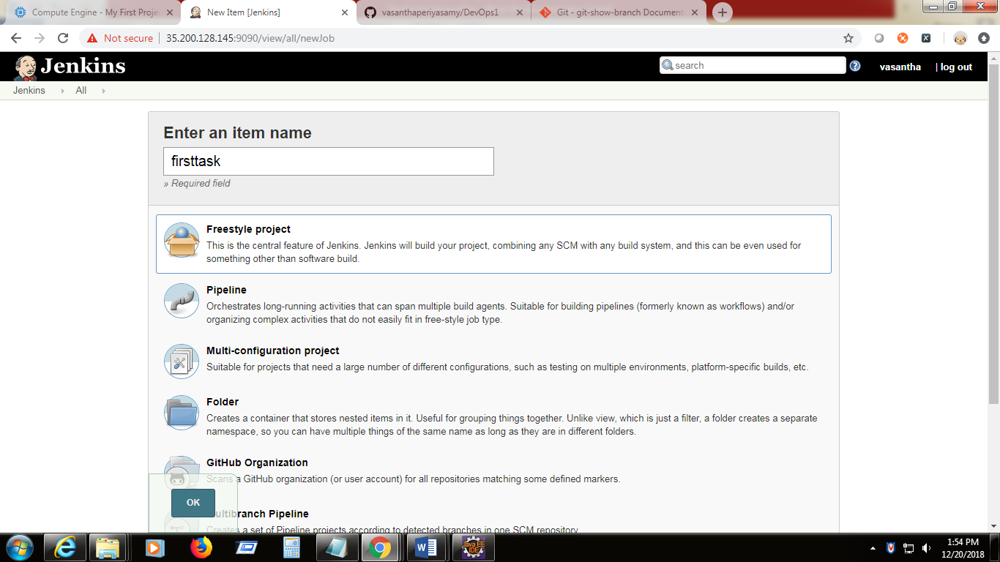 Compute Engine - My First Proje
New Item [Jenkins]
vasanthaperiyasamy/DevOps1
Git - git-show-branch Document
Not secure
35.200.128.145:9090/view/all/newJob
Jenkins
search
vasantha
| log out
Jenkins
All
Enter an item name
firsttask
» Required field
Freestyle project
This is the central feature of Jenkins. Jenkins will build your project, combining any SCM with any build system, and this can be even used for
something other than software build.
Pipeline
Orchestrates long-running activities that can span multiple build agents. Suitable for building pipelines (formerly known as workflows) and/or
organizing complex activities that do not easily fit in free-style job type.
Multi-configuration project
Suitable for projects that need a large number of different configurations, such as testing on multiple environments, platform-specific builds, etc.
Folder
Creates a container that stores nested items in it. Useful for grouping things together. Unlike view, which is just a filter, a folder creates a separate
namespace, so you can have multiple things of the same name as long as they are in different folders.
GitHub Organization
Scans a GitHub organization (or user account) for all repositories matching some defined markers.
OK
Multibranch Pipeline
Creates a set of Pipeline projects according to detected branches in one SCM repository.
Java EE
IDE
1:54 PM
12/20/2018